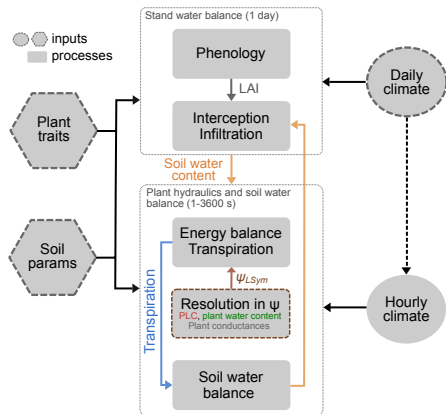 inputs
processes
Stand water balance (1 day)
Phenology
LAI
Interception
Infiltration
Daily
climate
Plant
traits
Soil water
content
Plant hydraulics and soil water
balance (1-3600 s)
Energy balance
Transpiration
Soil
params
ΨLSym
Resolution in ψ
PLC, plant water content
Plant conductances
Transpiration
Hourly
climate
Soil water
balance